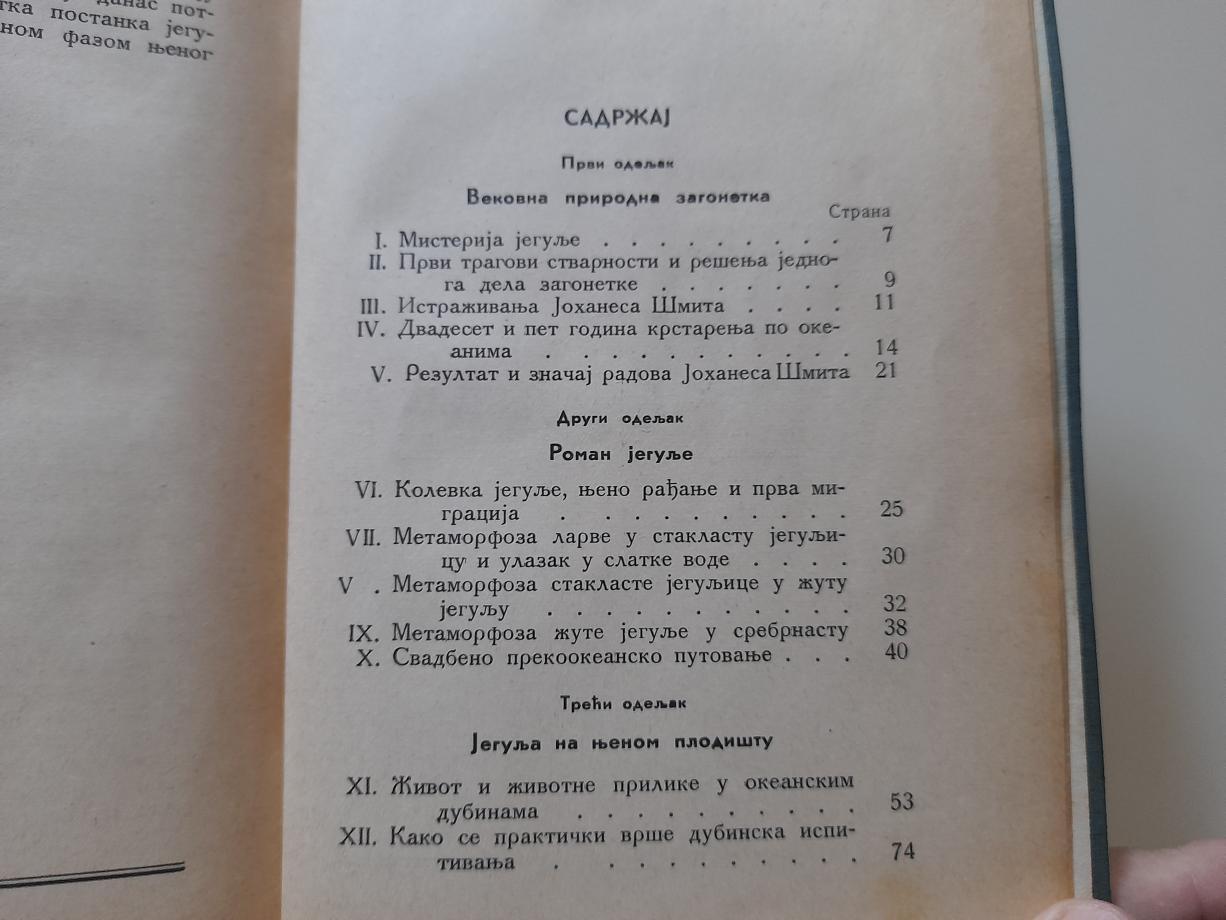 данас пот-
тка постанка јегу-
ном фазом њеног
САДРЖАЈ
Први одељак
Вековна природна загонетка
Страна
I. Мистерија јегуље . . . . . . . . . 7
II. Први трагови стварности и решења једно-
га дела загонетке . . . . . . . 9
III. Истраживања Јоханеса Шмита . . . . 11
IV. Двадесет и пет година крстарења по оке-
анима . . . . . . . . . . . 14
V. Резултат и значај радова Јоханеса Шмита 21
Други одељак
Роман јегуље
VI. Колевка јегуље, њено рађање и прва ми-
грација . . . . . . . . . . 25
VII. Метаморфоза ларве у стакласту јегуљи-
цу и улазак у слатке воде . . . . 30
V . Метаморфоза стакласте јегуљице у жуту
јегуљу . . . . . . . . . . . 32
IX. Метаморфоза жуте јегуље у сребрнасту 38
X. Свадбено прекоокеанско путовање . . . 40
Трећи одељак
Јегуља на њеном плодишту
XI. Живот и животне прилике у океанским
дубинама . . . . . . . . . . 53
XII. Како се практички врше дубинска испи-
тивања . . . . . . . . . 74